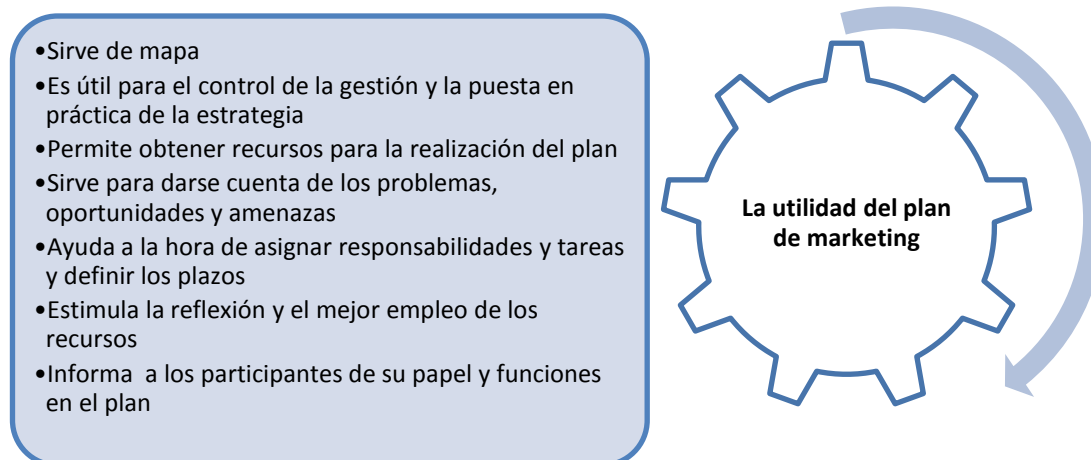 •Sirve de mapa
•Es útil para el control de la gestión y la puesta en
práctica de la estrategia
•Permite obtener recursos para la realización del plan
•Sirve para darse cuenta de los problemas,
oportunidades y amenazas
•Ayuda a la hora de asignar responsabilidades y tareas
y definir los plazos
•Estimula la reflexión y el mejor empleo de los
recursos
•Informa  a los participantes de su papel y funciones
en el plan
La utilidad del plan
de marketing